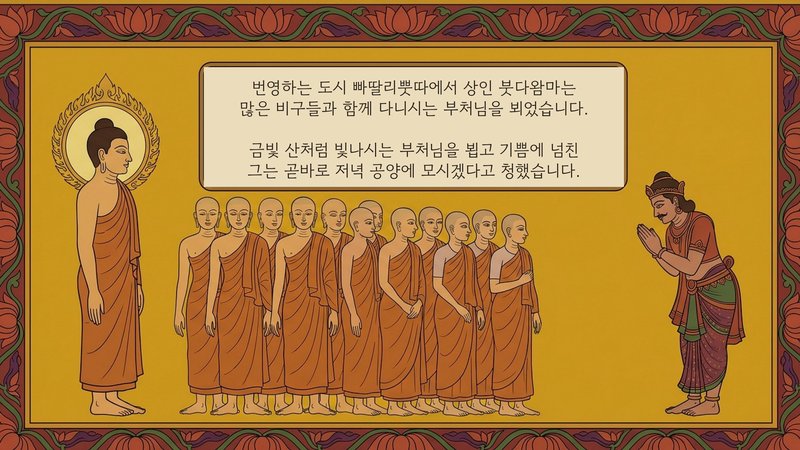 번영하는 도시 빠딸리뿟따에서 상인 붓다왐마는
많은 비구들과 함께 다니시는 부처님을 뵈었습니다.
금빛 산처럼 빛나시는 부처님을 뵙고 기쁨에 넘친
그는 곧바로 저녁 공양에 모시겠다고 청했습니다.